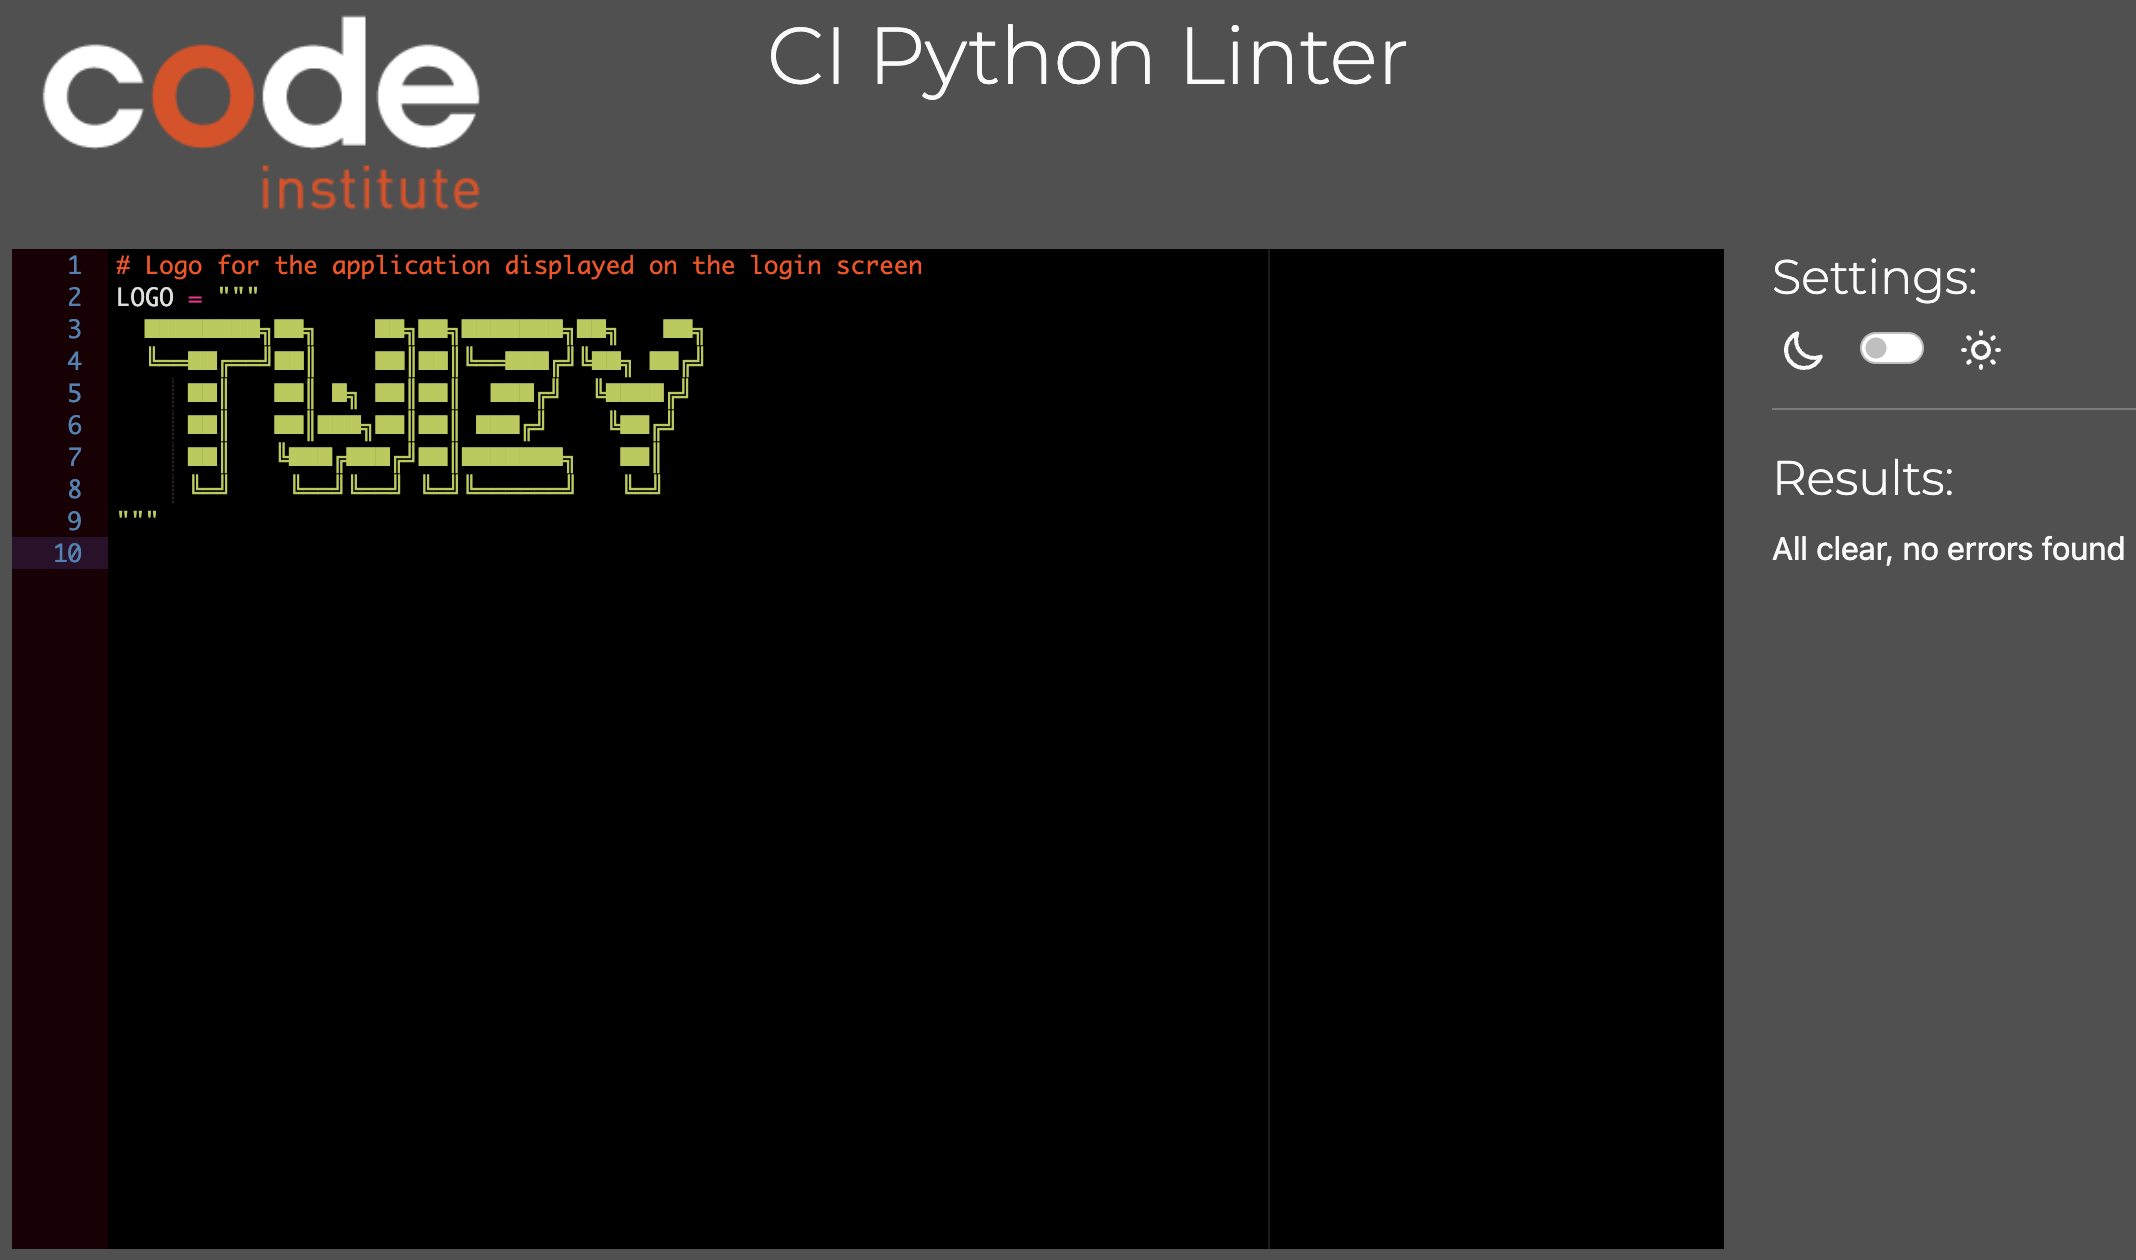 code
institute
CI Python Linter
1 # Logo for the application displayed on the login screen
2 LOGO = """
3 ████████╗██╗    ██╗██╗███████╗██╗   ██╗
4 ╚══██╔══╝██║    ██║██║╚══███╔╝╚██╗ ██╔╝
5    ██║   ██║ █╗ ██║██║  ███╔╝  ╚████╔╝
6    ██║   ██║███╗██║██║ ███╔╝    ╚██╔╝
7    ██║   ╚███╔███╔╝██║███████╗   ██║
8    ╚═╝    ╚══╝╚══╝ ╚═╝╚══════╝   ╚═╝
9 """
10
Settings:
Results:
All clear, no errors found